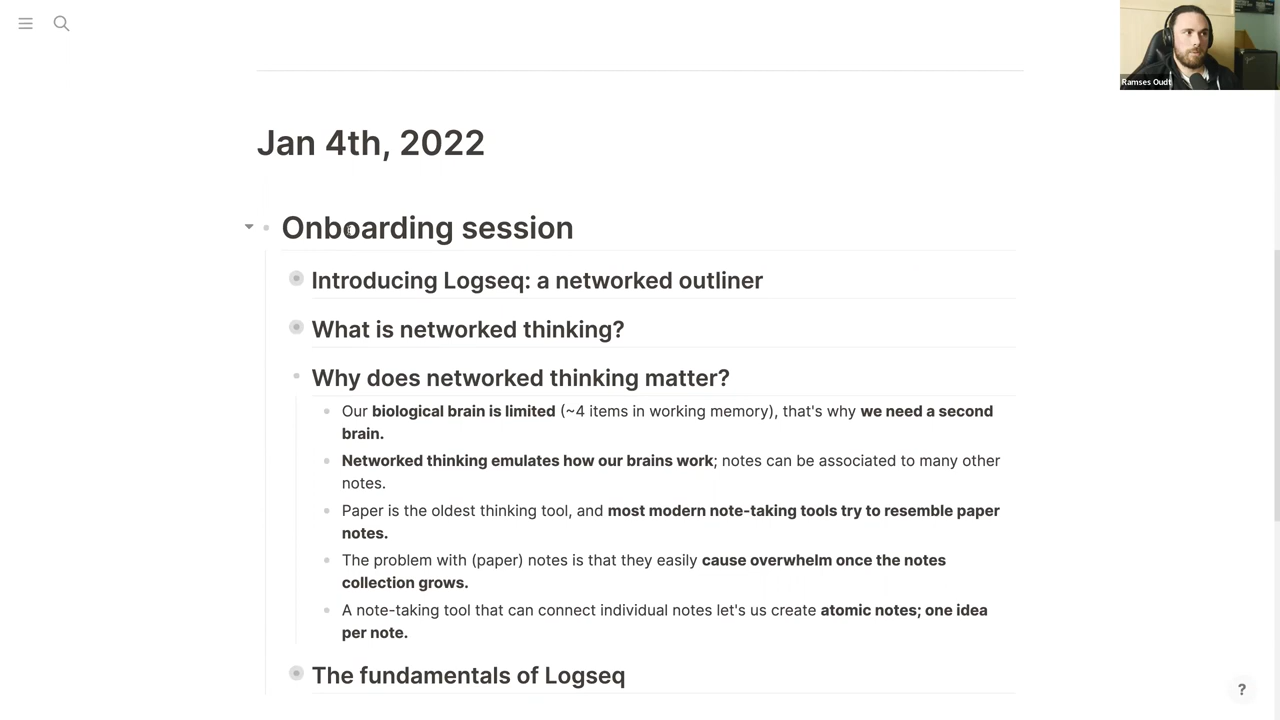 Ramses Oudt
Jan 4th, 2022
Onboarding session
Introducing Logseq: a networked outliner
What is networked thinking?
Why does networked thinking matter?
Our biological brain is limited (~4 items in working memory), that's why we need a second
brain.
Networked thinking emulates how our brains work; notes can be associated to many other
notes.
Paper is the oldest thinking tool, and most modern note-taking tools try to resemble paper
notes.
The problem with (paper) notes is that they easily cause overwhelm once the notes
collection grows.
A note-taking tool that can connect individual notes let's us create atomic notes; one idea
per note.
The fundamentals of Logseq
?